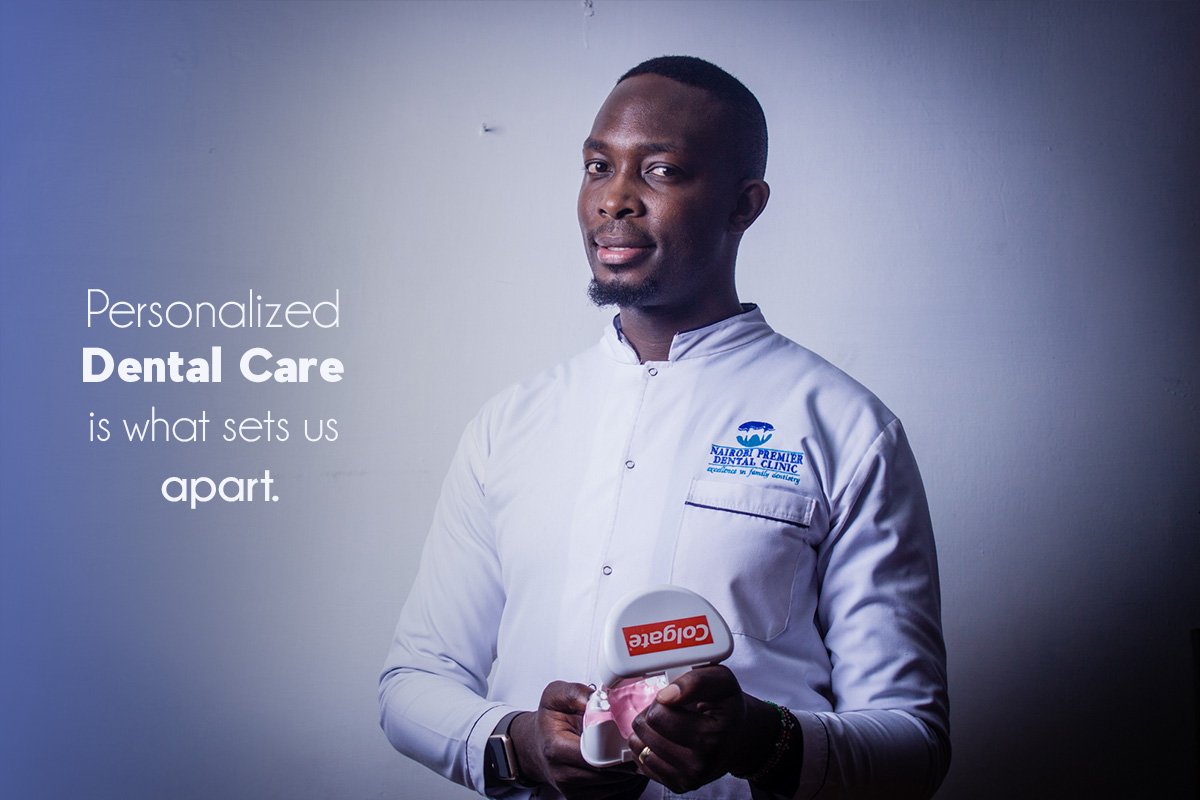 Personalized
Dental Care
is what sets us
apart.
NAIROBI PREMIER
DENTAL CLINIC
excellence in family dentistry
Colgate